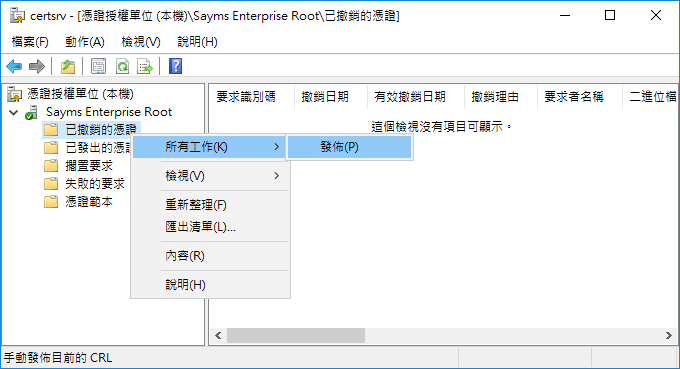 certsrv - [憑證授權單位 (本機)\Sayms Enterprise Root\已撤銷的憑證]
檔案(F) 動作(A) 檢視(V) 說明(H)
憑證授權單位 (本機)
Sayms Enterprise Root
已撤銷的憑證
已發出的憑證
擱置要求
失敗的要求
憑證範本
要求識別碼 撤銷日期 有效撤銷日期 撤銷理由 要求者名稱 二進位檔
這個檢視沒有項目可顯示。
所有工作(K)
發佈(P)
檢視(V)
重新整理(F)
匯出清單(L)...
內容(R)
說明(H)
手動發佈目前的 CRL